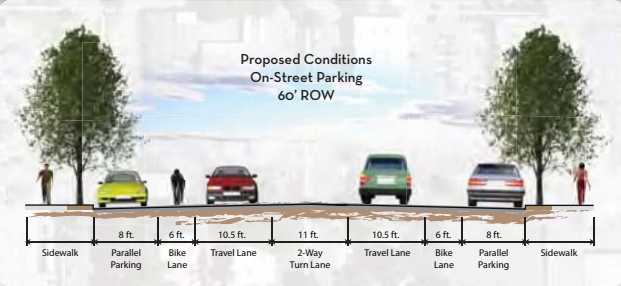 Proposed Conditions
On-Street Parking
60' ROW
8 ft. 6 ft. 10.5 ft. 11 ft. 10.5 ft. 6 ft. 8 ft.
Sidewalk Parallel Bike Travel Lane 2-Way Travel Lane Bike Parallel Sidewalk
Parking Lane Turn Lane Lane Parking